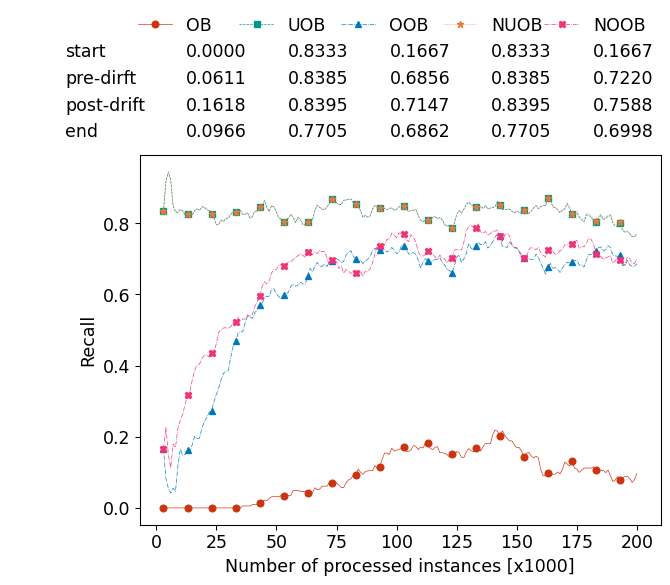 OB UOB OOB NUOB NOOB
start 0.0000 0.8333 0.1667 0.8333 0.1667
pre-dirft 0.0611 0.8385 0.6856 0.8385 0.7220
post-drift 0.1618 0.8395 0.7147 0.8395 0.7588
end 0.0966 0.7705 0.6862 0.7705 0.6998
0.8
0.6
0.4
0.2
0.0
Recall
0 25 50 75 100 125 150 175 200
Number of processed instances [x1000]